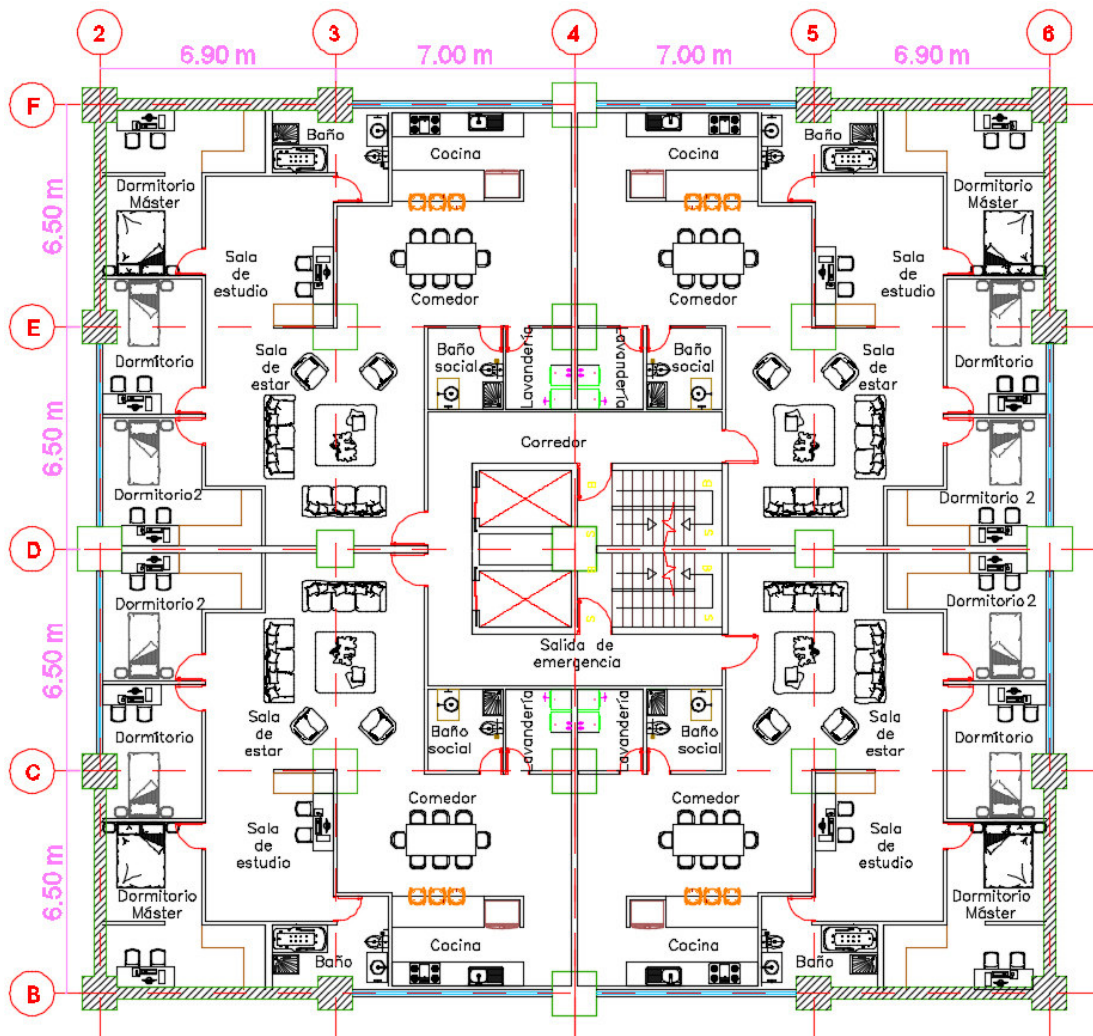 2
3
4
5
6
6.90 m
7.00 m
7.00 m
6.90 m
F
Baño
Cocina
Cocina
Baño
Dormitorio
Máster
Dormitorio
Máster
6.50 m
Sala
de
estudio
Comedor
Comedor
Sala
de
estudio
E
Dormitorio
Sala
de
estar
Baño
social
Lavandería
Lavandería
Baño
social
Sala
de
estar
Dormitorio
6.50 m
Corredor
B
B
Dormitorio2
Dormitorio 2
D
S
S
B
B
Dormitorio2
Dormitorio2
S
S
6.50 m
Salida de
emergencia
Sala
de
estar
Baño
social
Lavandería
Lavandería
Baño
social
Sala
de
estar
Dormitorio
Dormitorio
C
Comedor
Comedor
Sala
de
estudio
Sala
de
estudio
6.50 m
Dormitorio
Máster
Dormitorio
Máster
Cocina
Cocina
Baño
Baño
B